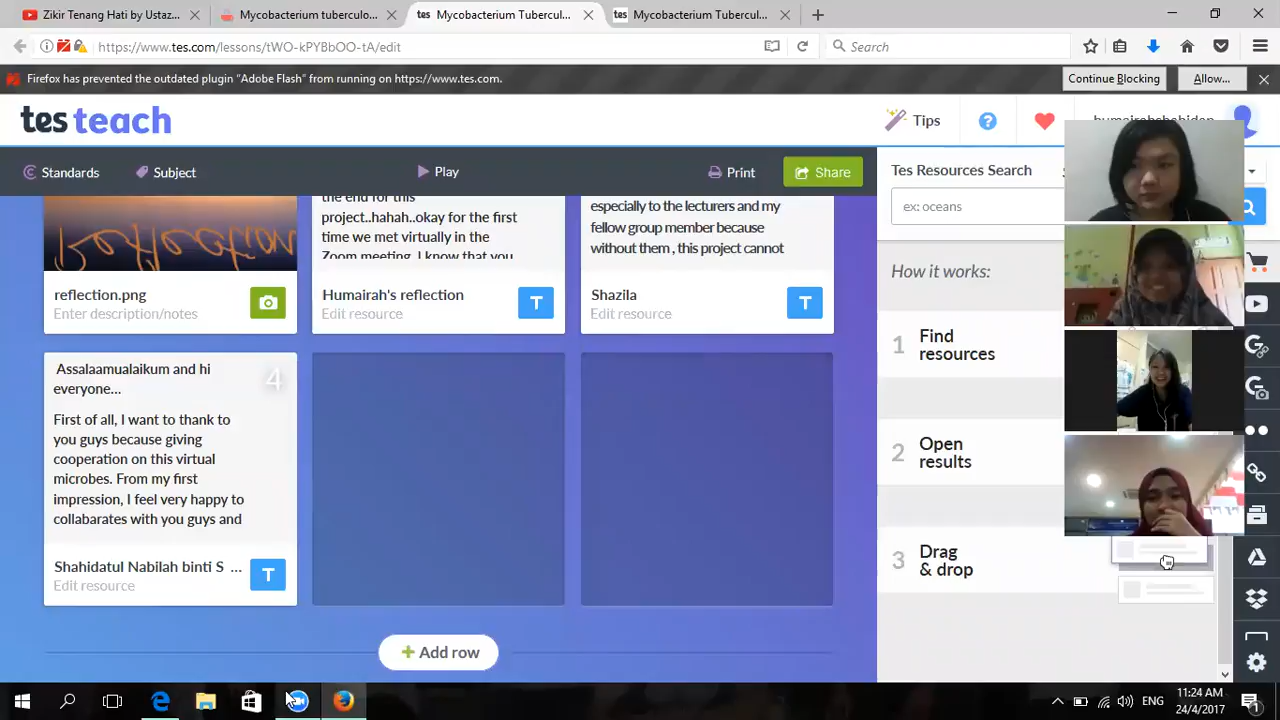 Zikir Tenang Hati by Ustaz...
Mycobacterium tuberculo...
tes Mycobacterium Tubercul...
tes Mycobacterium Tubercul...
https://www.tes.com/lessons/tWO-kPYBbOO-tA/edit
Search
Firefox has prevented the outdated plugin "Adobe Flash" from running on https://www.tes.com.
Continue Blocking
Allow...
tes teach
Tips
Standards
Subject
Play
Print
Share
Tes Resources Search
ex: oceans
How it works:
1 Find
resources
2 Open
results
3 Drag
& drop
Reflection
reflection.png
Enter description/notes
the end for this
project..hahah..okay for the first
time we met virtually in the
Zoom meeting, I know that you
Humairah's reflection
Edit resource
T
especially to the lecturers and my
fellow group member because
without them , this project cannot
Shazila
Edit resource
T
4
Assalaamualaikum and hi
everyone...
First of all, I want to thank to
you guys because giving
cooperation on this virtual
microbes. From my first
impression, I feel very happy to
collabarates with you guys and
Shahidatul Nabilah binti S ...
Edit resource
T
+ Add row
ENG
11:24 AM
24/4/2017